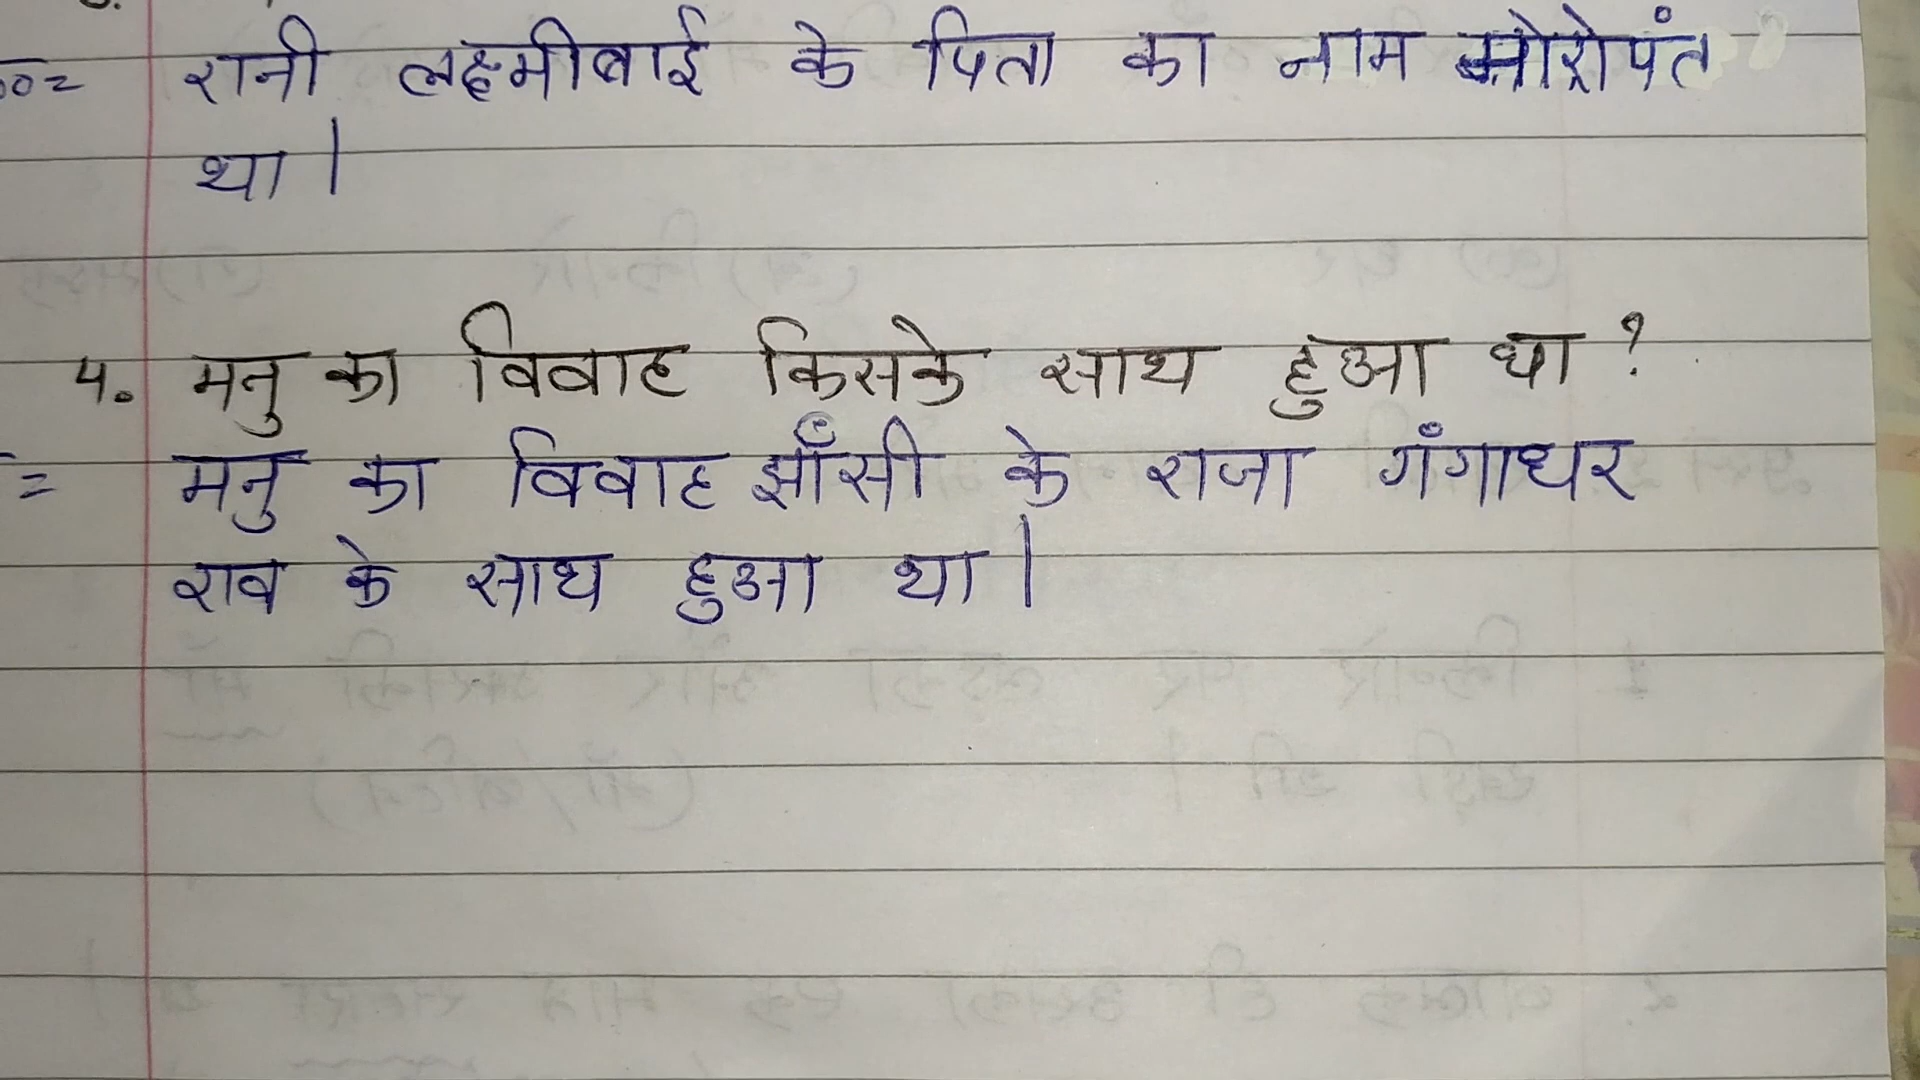 रानी लक्ष्मीबाई के पिता का नाम मोरोपंत
था।
4. मनु का विवाह किसके साथ हुआ था ?
= मनु का विवाह झाँसी के राजा गंगाधर
राव के साथ हुआ था।